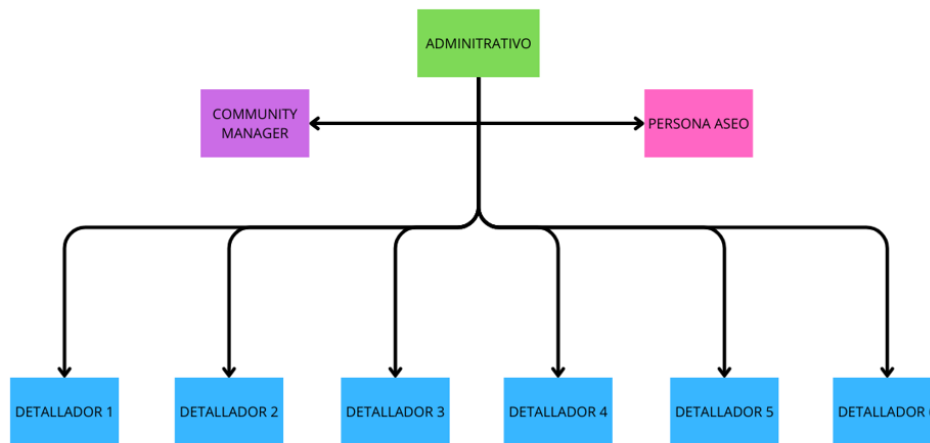 ADMINITRATIVO
COMMUNITY
MANAGER
PERSONA ASEO
DETALLADOR 1
DETALLADOR 2
DETALLADOR 3
DETALLADOR 4
DETALLADOR 5
DETALLADOR